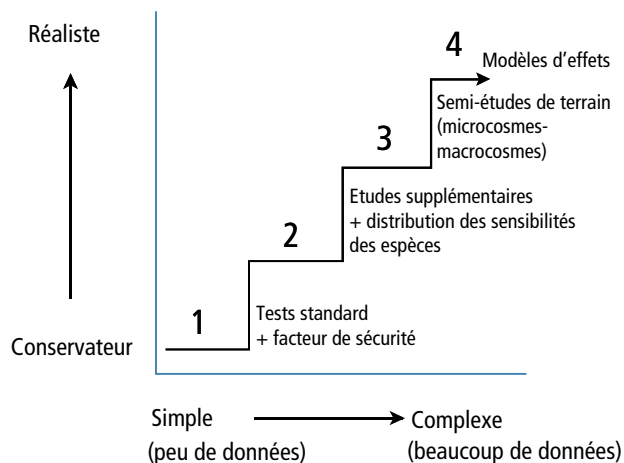 Réaliste
4
Modèles d’effets
Semi-études de terrain
(microcosmes-
macrocosmes)
3
Etudes supplémentaires
+ distribution des sensibilités
des espèces
2
Tests standard
+ facteur de sécurité
1
Conservateur
Simple
(peu de données)
Complexe
(beaucoup de données)